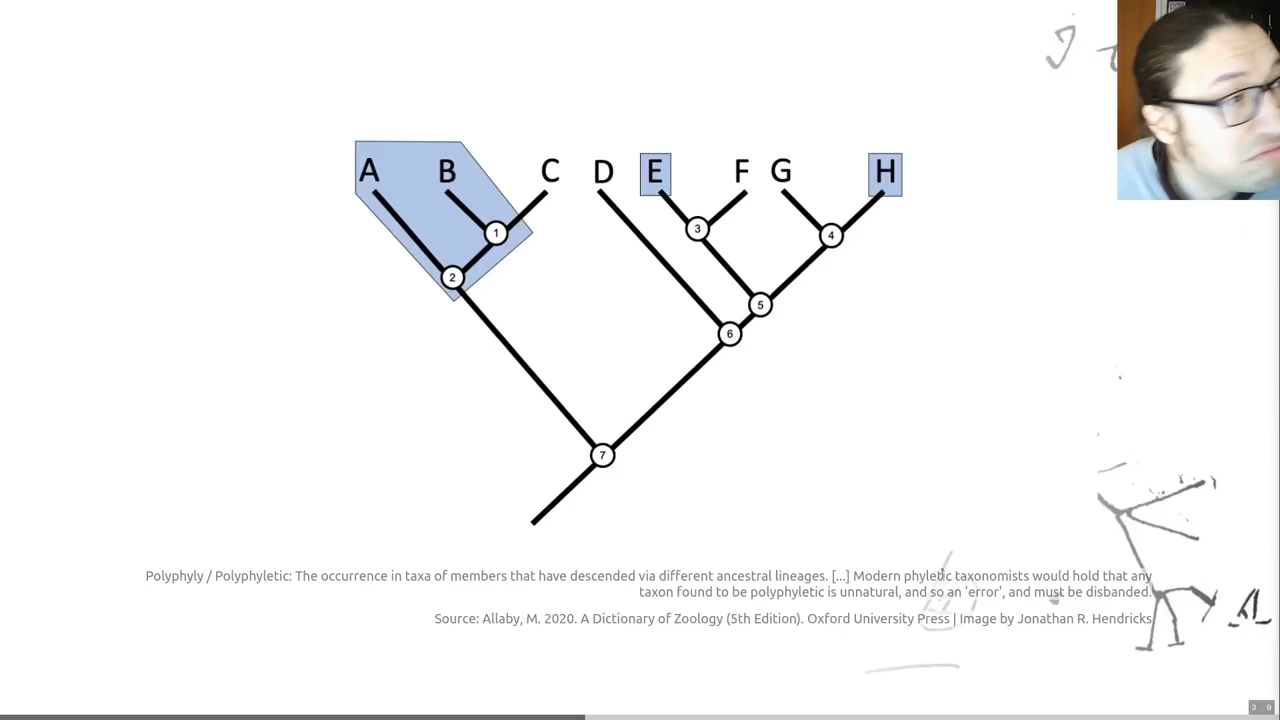 A B C D E F G H
1
3
4
2
5
6
7
Polyphyly / Polyphyletic: The occurrence in taxa of members that have descended via different ancestral lineages. [...] Modern phyletic taxonomists would hold that any
taxon found to be polyphyletic is unnatural, and so an 'error', and must be disbanded.
Source: Allaby, M. 2020. A Dictionary of Zoology (5th Edition). Oxford University Press | Image by Jonathan R. Hendricks
3 . 9